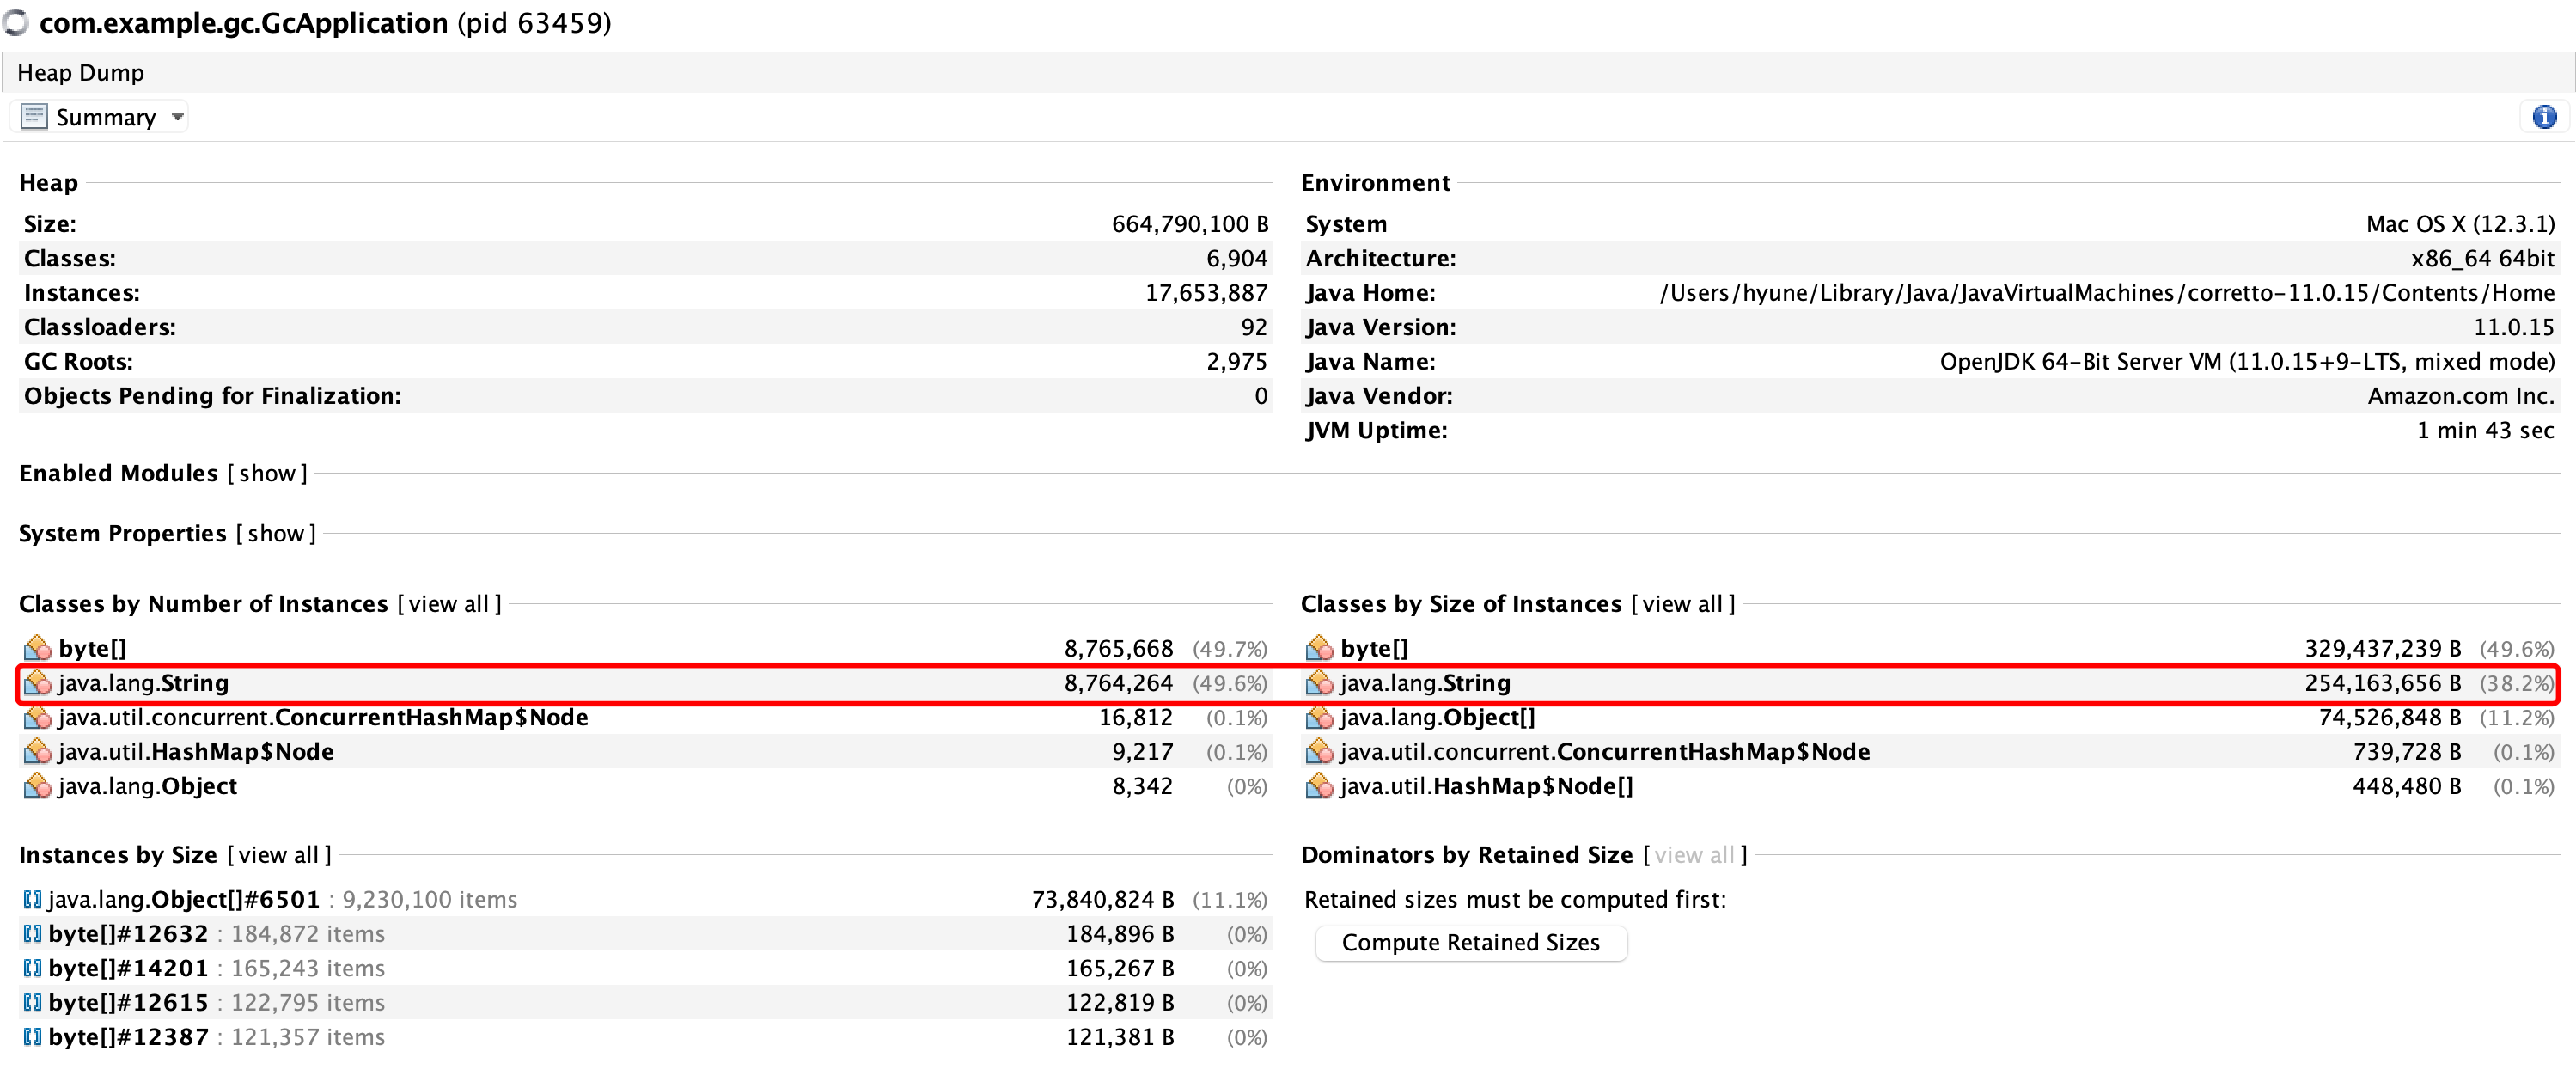 com.example.gc.GcApplication (pid 63459)
Heap Dump
Summary
Heap
Size: 664,790,100 B
Classes: 6,904
Instances: 17,653,887
Classloaders: 92
GC Roots: 2,975
Objects Pending for Finalization: 0
Environment
System Mac OS X (12.3.1)
Architecture: x86_64 64bit
Java Home: /Users/hyune/Library/Java/JavaVirtualMachines/corretto-11.0.15/Contents/Home
Java Version: 11.0.15
Java Name: OpenJDK 64-Bit Server VM (11.0.15+9-LTS, mixed mode)
Java Vendor: Amazon.com Inc.
JVM Uptime: 1 min 43 sec
Enabled Modules [show]
System Properties [show]
Classes by Number of Instances [view all]
byte[] 8,765,668 (49.7%)
java.lang.String 8,764,264 (49.6%)
java.util.concurrent.ConcurrentHashMap$Node 16,812 (0.1%)
java.util.HashMap$Node 9,217 (0.1%)
java.lang.Object 8,342 (0%)
Classes by Size of Instances [view all]
byte[] 329,437,239 B (49.6%)
java.lang.String 254,163,656 B (38.2%)
java.lang.Object[] 74,526,848 B (11.2%)
java.util.concurrent.ConcurrentHashMap$Node 739,728 B (0.1%)
java.util.HashMap$Node[] 448,480 B (0.1%)
Instances by Size [view all]
java.lang.Object[]#6501 : 9,230,100 items 73,840,824 B (11.1%)
byte[]#12632 : 184,872 items 184,896 B (0%)
byte[]#14201 : 165,243 items 165,267 B (0%)
byte[]#12615 : 122,795 items 122,819 B (0%)
byte[]#12387 : 121,357 items 121,381 B (0%)
Dominators by Retained Size [view all]
Retained sizes must be computed first:
Compute Retained Sizes